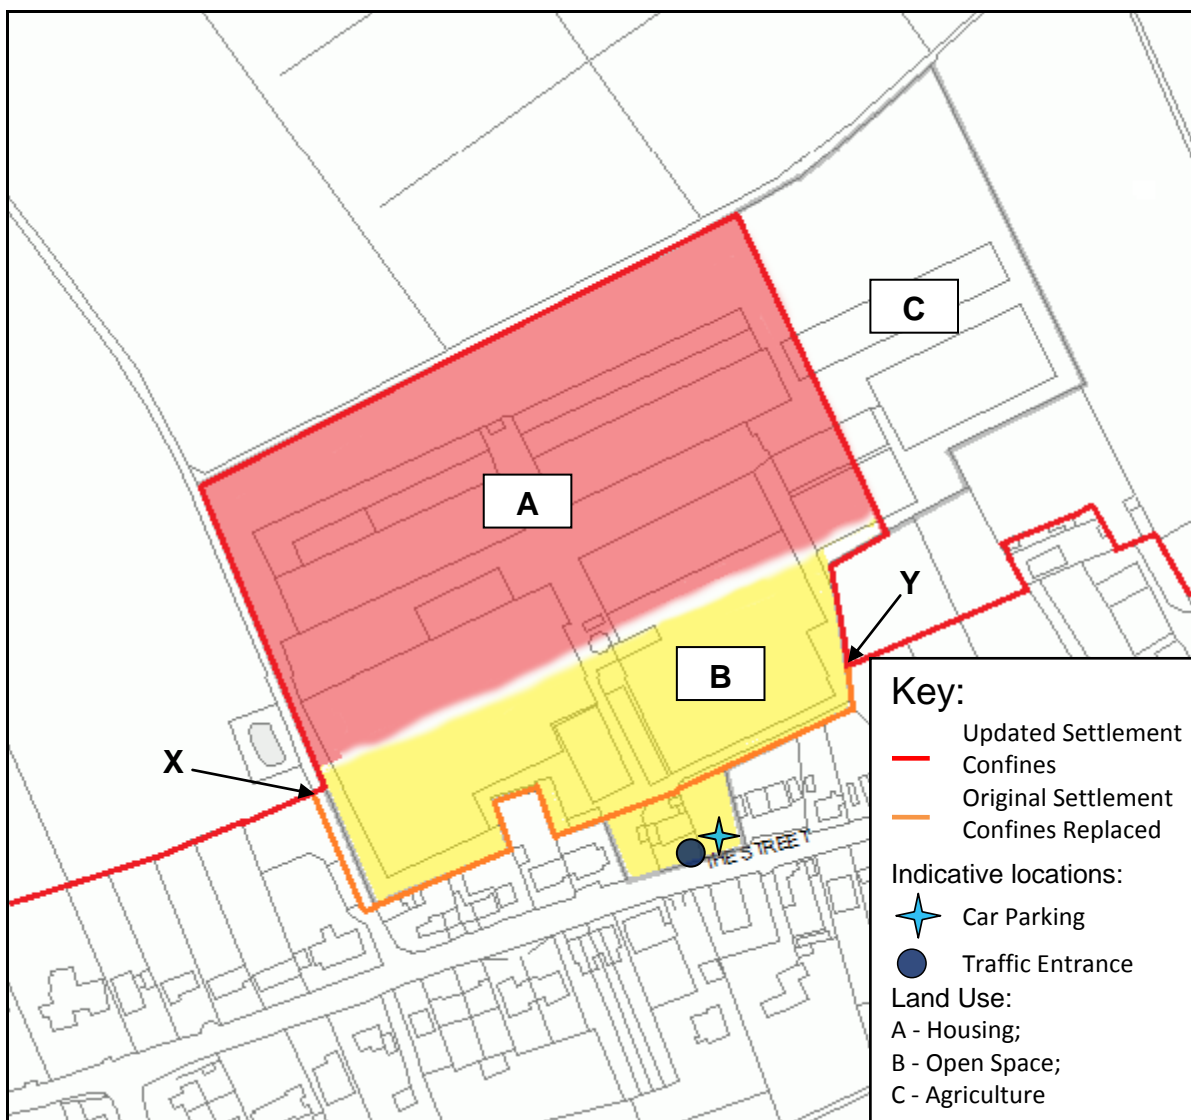 C
A
Y
B
X
THE STREET
Key:
Updated Settlement
Confines
Original Settlement
Confines Replaced
Indicative locations:
Car Parking
Traffic Entrance
Land Use:
A - Housing;
B - Open Space;
C - Agriculture